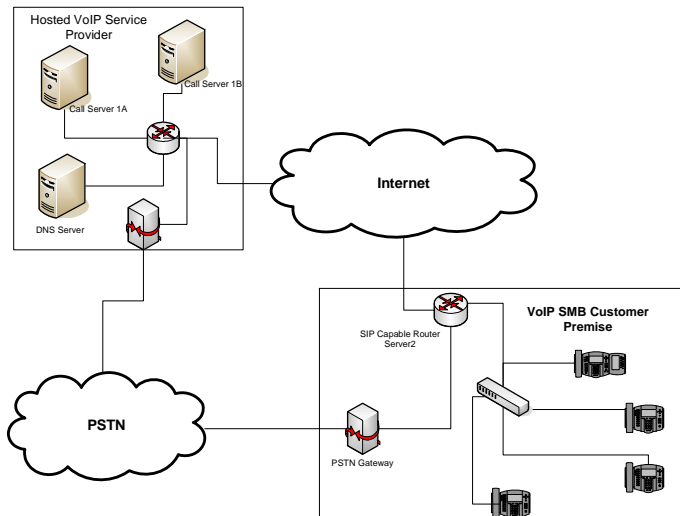 Hosted VoIP Service
Provider
Call Server 1B
Call Server 1A
DNS Server
Internet
VoIP SMB Customer
Premise
SIP Capable Router
Server2
PSTN
PSTN Gateway